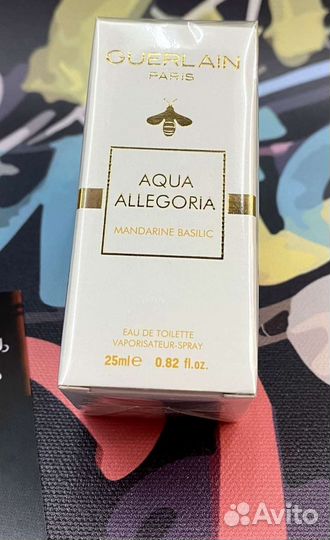 GUERLAIN
PARIS
AQUA
ALLEGORiA
MANDARINE BASILIC
EAU DE TOILETTE
VAPORISATEUR-SPRAY
25ml℮ 0.82 fl.oz.
Avito